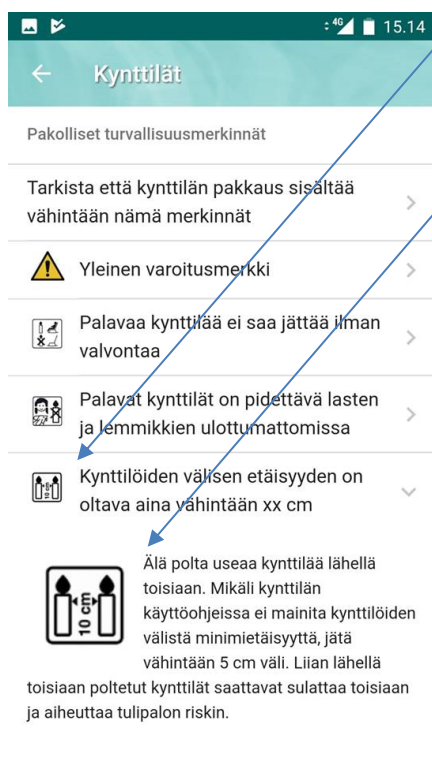 4G 15.14
Kynttilät
Pakolliset turvallisuusmerkinnät
Tarkista että kynttilän pakkaus sisältää
vähintään nämä merkinnät
Yleinen varoitusmerkki
Palavaa kynttilää ei saa jättää ilman
valvontaa
Palavat kynttilät on pidettävä lasten
ja lemmikkien ulottumattomissa
Kynttilöiden välisen etäisyyden on
oltava aina vähintään xx cm
10 cm
Älä polta useaa kynttilää lähellä
toisiaan. Mikäli kynttilän
käyttöohjeissa ei mainita kynttilöiden
välistä minimietäisyyttä, jätä
vähintään 5 cm väli. Liian lähellä
toisiaan poltetut kynttilät saattavat sulattaa toisiaan
ja aiheuttaa tulipalon riskin.